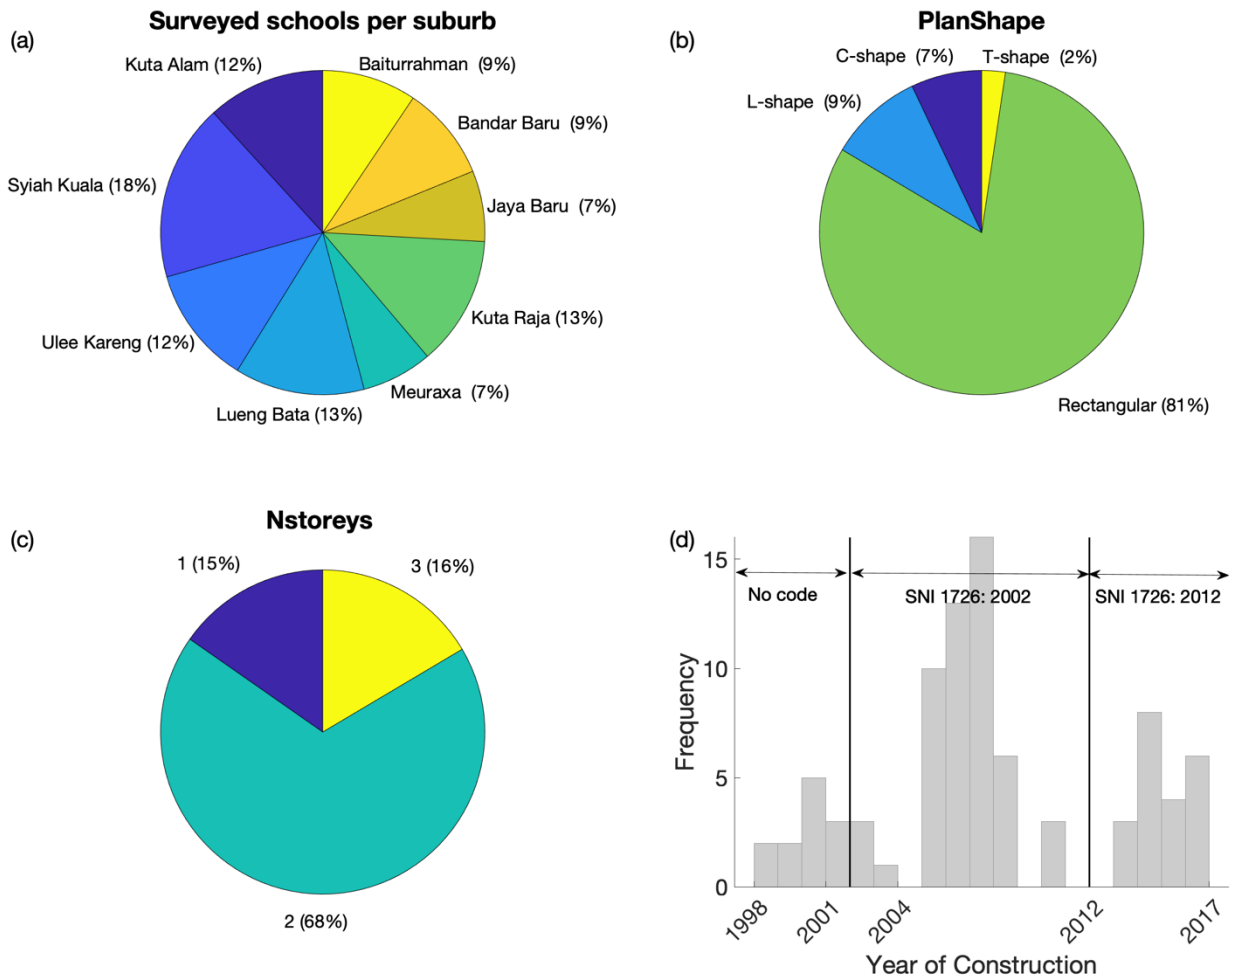 Surveyed schools per suburb
(a)
Kuta Alam (12%)
Baiturrahman (9%)
Bandar Baru (9%)
Syiah Kuala (18%)
Jaya Baru (7%)
Kuta Raja (13%)
Ulee Kareng (12%)
Meuraxa (7%)
Lueng Bata (13%)
PlanShape
(b)
C-shape (7%)
T-shape (2%)
L-shape (9%)
Rectangular (81%)
Nstoreys
(c)
1 (15%)
3 (16%)
2 (68%)
(d)
15
10
5
0
Frequency
No code
SNI 1726: 2002
SNI 1726: 2012
1998
2001
2004
2012
2017
Year of Construction